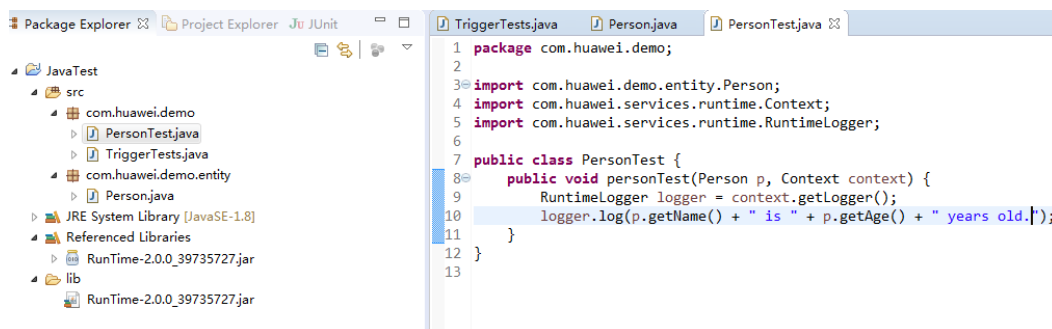 Package Explorer
Project Explorer
JUnit
JavaTest
src
com.huawei.demo
PersonTest.java
TriggerTests.java
com.huawei.demo.entity
Person.java
JRE System Library [JavaSE-1.8]
Referenced Libraries
RunTime-2.0.0_39735727.jar
lib
RunTime-2.0.0_39735727.jar
TriggerTests.java
Person.java
PersonTest.java
1 package com.huawei.demo;
2
3 import com.huawei.demo.entity.Person;
4 import com.huawei.services.runtime.Context;
5 import com.huawei.services.runtime.RuntimeLogger;
6
7 public class PersonTest {
8 public void personTest(Person p, Context context) {
9 RuntimeLogger logger = context.getLogger();
10 logger.log(p.getName() + " is " + p.getAge() + " years old.");
11 }
12 }
13